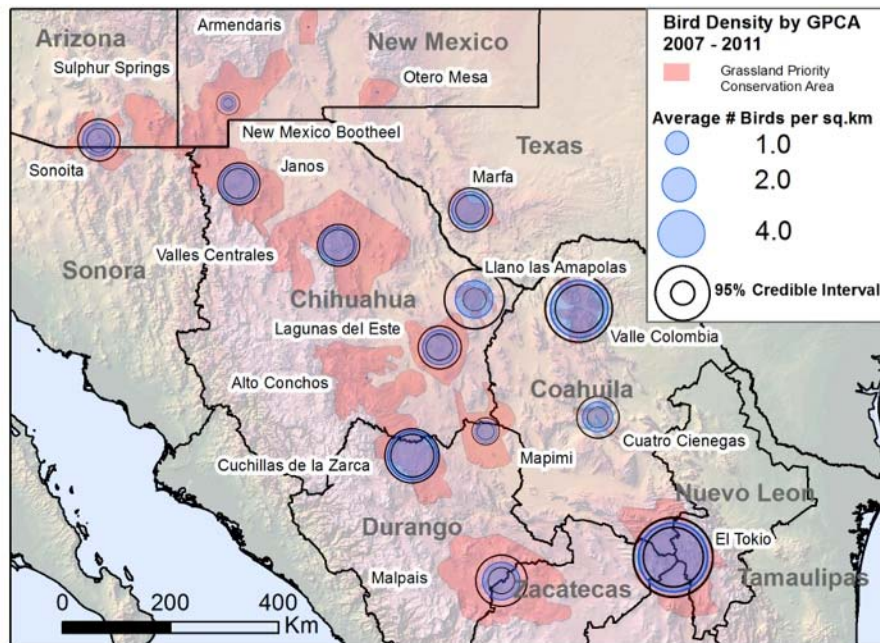 Arizona
Armendaris
New Mexico
Sulphur Springs
Otero Mesa
New Mexico Bootheel
Texas
Sonoita
Janos
Marfa
Valles Centrales
Sonora
Llano las Amapolas
Chihuahua
Lagunas del Este
Valle Colombia
Alto Conchos
Coahuila
Cuatro Cienegas
Cuchillas de la Zarca
Mapimi
Nuevo Leon
Durango
El Tokio
Malpais
Zacatecas
Tamaulipas
0 200 400
Km
Bird Density by GPCA
2007 - 2011
Grassland Priority
Conservation Area
Average # Birds per sq.km
1.0
2.0
4.0
95% Credible Interval